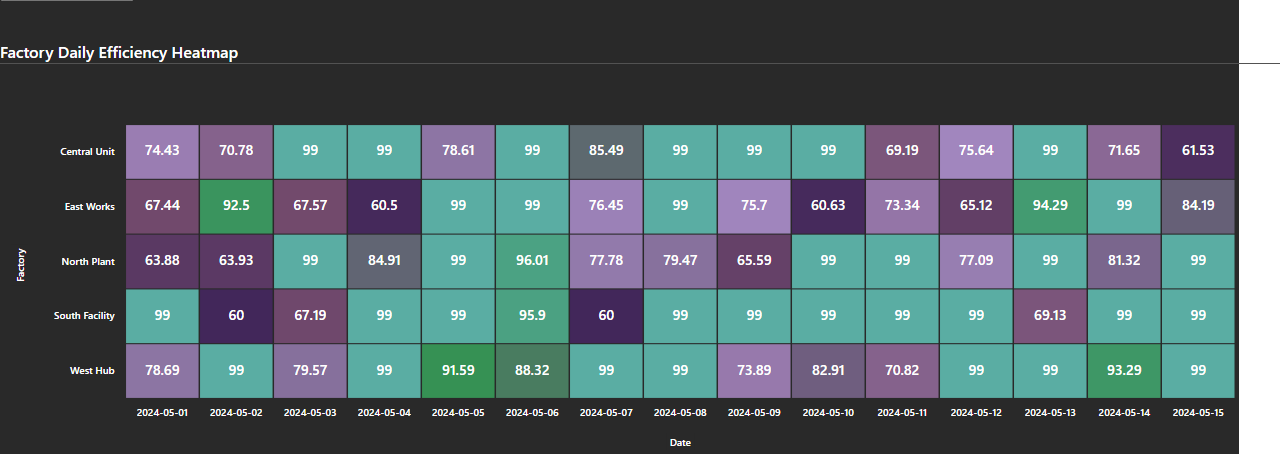 Factory Daily Efficiency Heatmap
Central Unit 74.43 70.78 99 99 78.61 99 85.49 99 99 99 69.19 75.64 99 71.65 61.53
East Works 67.44 92.5 67.57 60.5 99 99 76.45 99 75.7 60.63 73.34 65.12 94.29 99 84.19
Factory
North Plant 63.88 63.93 99 84.91 99 96.01 77.78 79.47 65.59 99 99 77.09 99 81.32 99
South Facility 99 60 67.19 99 99 95.9 60 99 99 99 99 99 69.13 99 99
West Hub 78.69 99 79.57 99 91.59 88.32 99 99 73.89 82.91 70.82 99 99 93.29 99
2024-05-01 2024-05-02 2024-05-03 2024-05-04 2024-05-05 2024-05-06 2024-05-07 2024-05-08 2024-05-09 2024-05-10 2024-05-11 2024-05-12 2024-05-13 2024-05-14 2024-05-15
Date